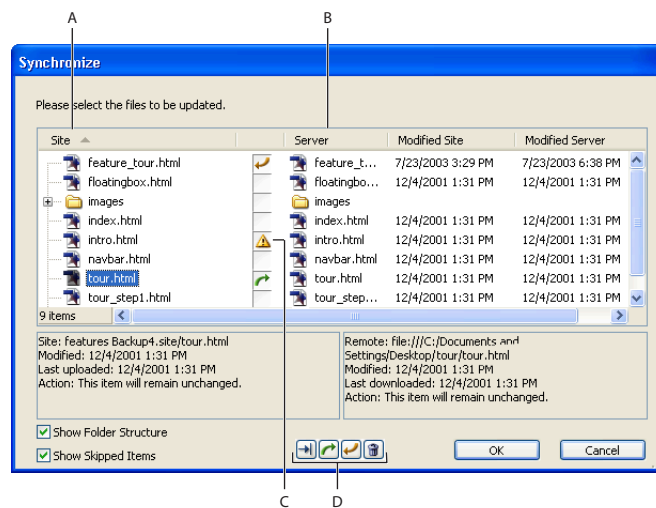 A B
Synchronize
Please select the files to be updated.
Site Server Modified Site Modified Server
feature_tour.html feature_t... 7/23/2003 3:29 PM 7/23/2003 6:38 PM
floatingbox.html floatingbo... 12/4/2001 1:31 PM 12/4/2001 1:31 PM
images images
index.html index.html 12/4/2001 1:31 PM 12/4/2001 1:31 PM
intro.html intro.html 12/4/2001 1:31 PM 12/4/2001 1:31 PM
navbar.html navbar.html 12/4/2001 1:31 PM 12/4/2001 1:31 PM
tour.html tour.html 12/4/2001 1:31 PM 12/4/2001 1:31 PM
tour_step1.html tour_step... 12/4/2001 1:31 PM 12/4/2001 1:31 PM
9 items
Site: features Backup4.site/tour.html
Modified: 12/4/2001 1:31 PM
Last uploaded: 12/4/2001 1:31 PM
Action: This item will remain unchanged.
Remote: file:///C:/Documents and
Settings/Desktop/tour/tour.html
Modified: 12/4/2001 1:31 PM
Last downloaded: 12/4/2001 1:31 PM
Action: This item will remain unchanged.
Show Folder Structure
Show Skipped Items
OK Cancel
C D